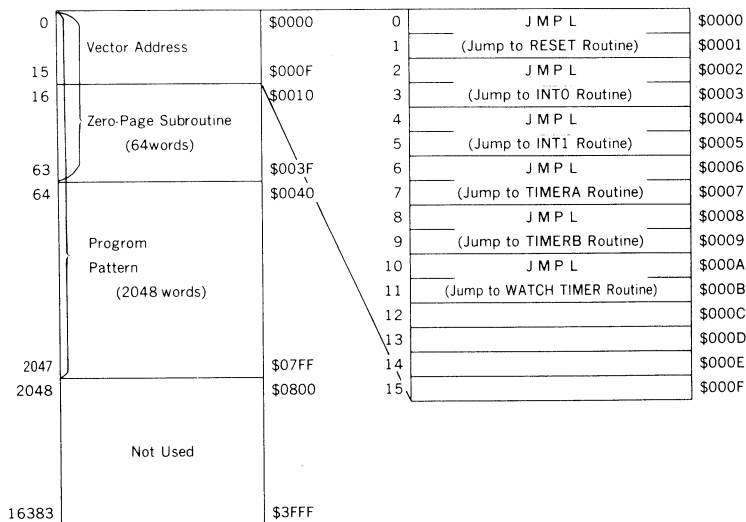 0 $0000
Vector Address
15 $000F
16 $0010
Zero-Page Subroutine
(64words)
63 $003F
64 $0040
Progrom
Pattern
(2048 words)
2047 $07FF
2048 $0800
Not Used
16383 $3FFF
0 JMPL $0000
1 (Jump to RESET Routine) $0001
2 JMPL $0002
3 (Jump to INT0 Routine) $0003
4 JMPL $0004
5 (Jump to INT1 Routine) $0005
6 JMPL $0006
7 (Jump to TIMERA Routine) $0007
8 JMPL $0008
9 (Jump to TIMERB Routine) $0009
10 JMPL $000A
11 (Jump to WATCH TIMER Routine) $000B
12 $000C
13 $000D
14 $000E
15 $000F